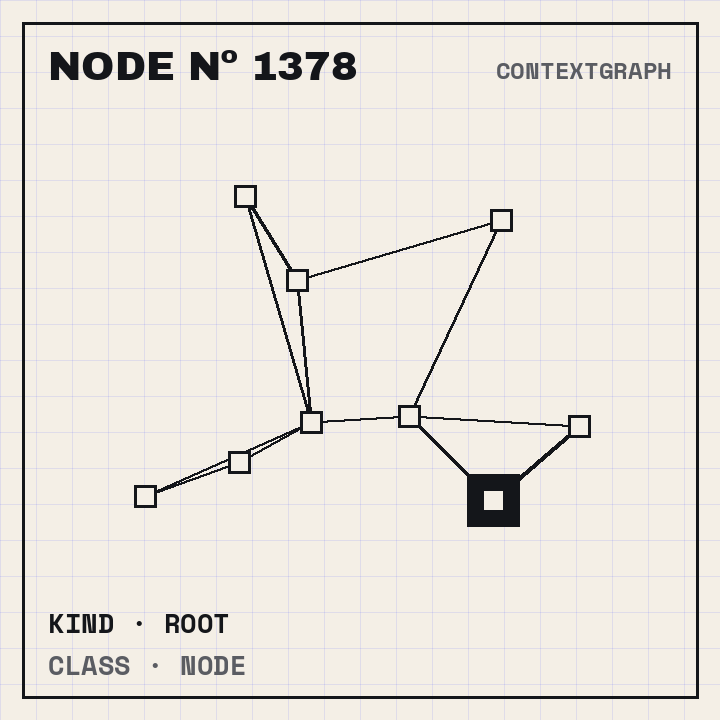 NODE Nº 1378
CONTEXTGRAPH
KIND · ROOT
CLASS · NODE